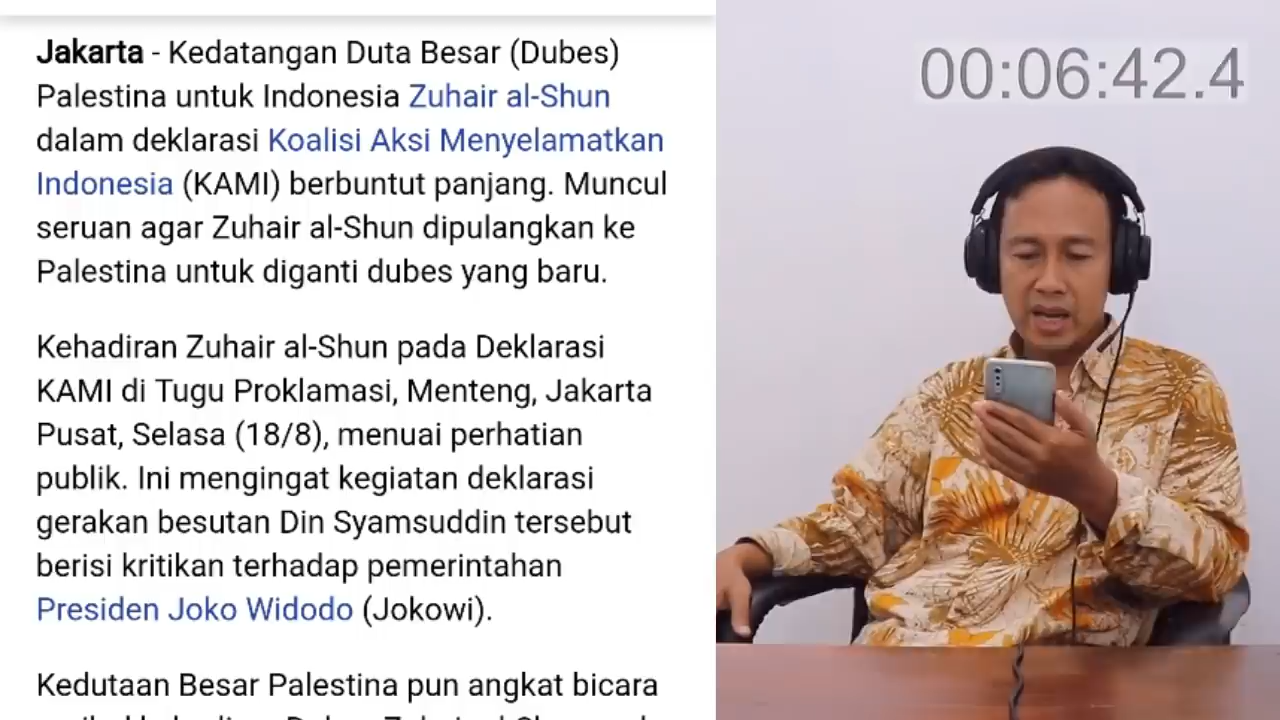 Jakarta - Kedatangan Duta Besar (Dubes)
Palestina untuk Indonesia Zuhair al-Shun
dalam deklarasi Koalisi Aksi Menyelamatkan
Indonesia (KAMI) berbuntut panjang. Muncul
seruan agar Zuhair al-Shun dipulangkan ke
Palestina untuk diganti dubes yang baru.
Kehadiran Zuhair al-Shun pada Deklarasi
KAMI di Tugu Proklamasi, Menteng, Jakarta
Pusat, Selasa (18/8), menuai perhatian
publik. Ini mengingat kegiatan deklarasi
gerakan besutan Din Syamsuddin tersebut
berisi kritikan terhadap pemerintahan
Presiden Joko Widodo (Jokowi).
Kedutaan Besar Palestina pun angkat bicara
00:06:42.4